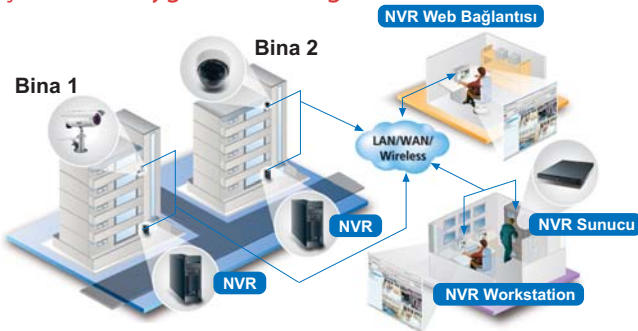 NVR Web Bağlantısı
Bina 2
Bina 1
LAN/WAN/
Wireless
NVR Sunucu
NVR
NVR
NVR Workstation